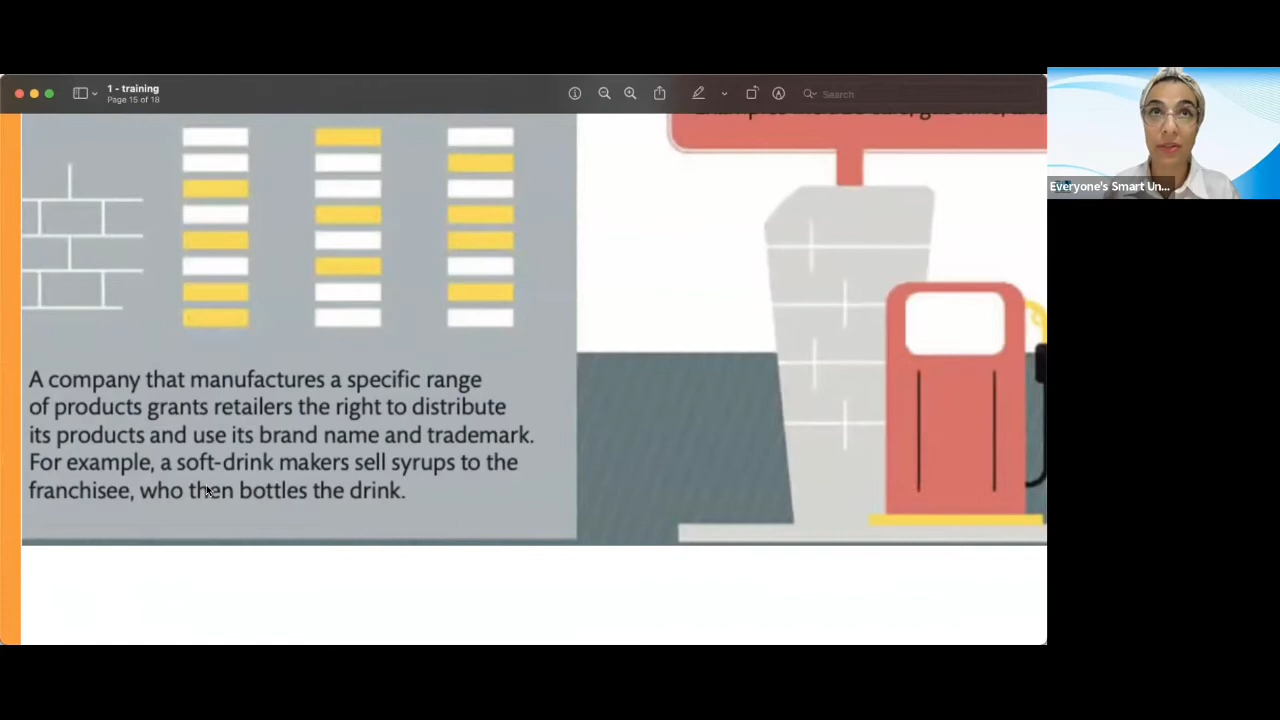 1 - training
Page 15 of 18
Search
A company that manufactures a specific range
of products grants retailers the right to distribute
its products and use its brand name and trademark.
For example, a soft-drink makers sell syrups to the
franchisee, who then bottles the drink.
Everyone's Smart Un...